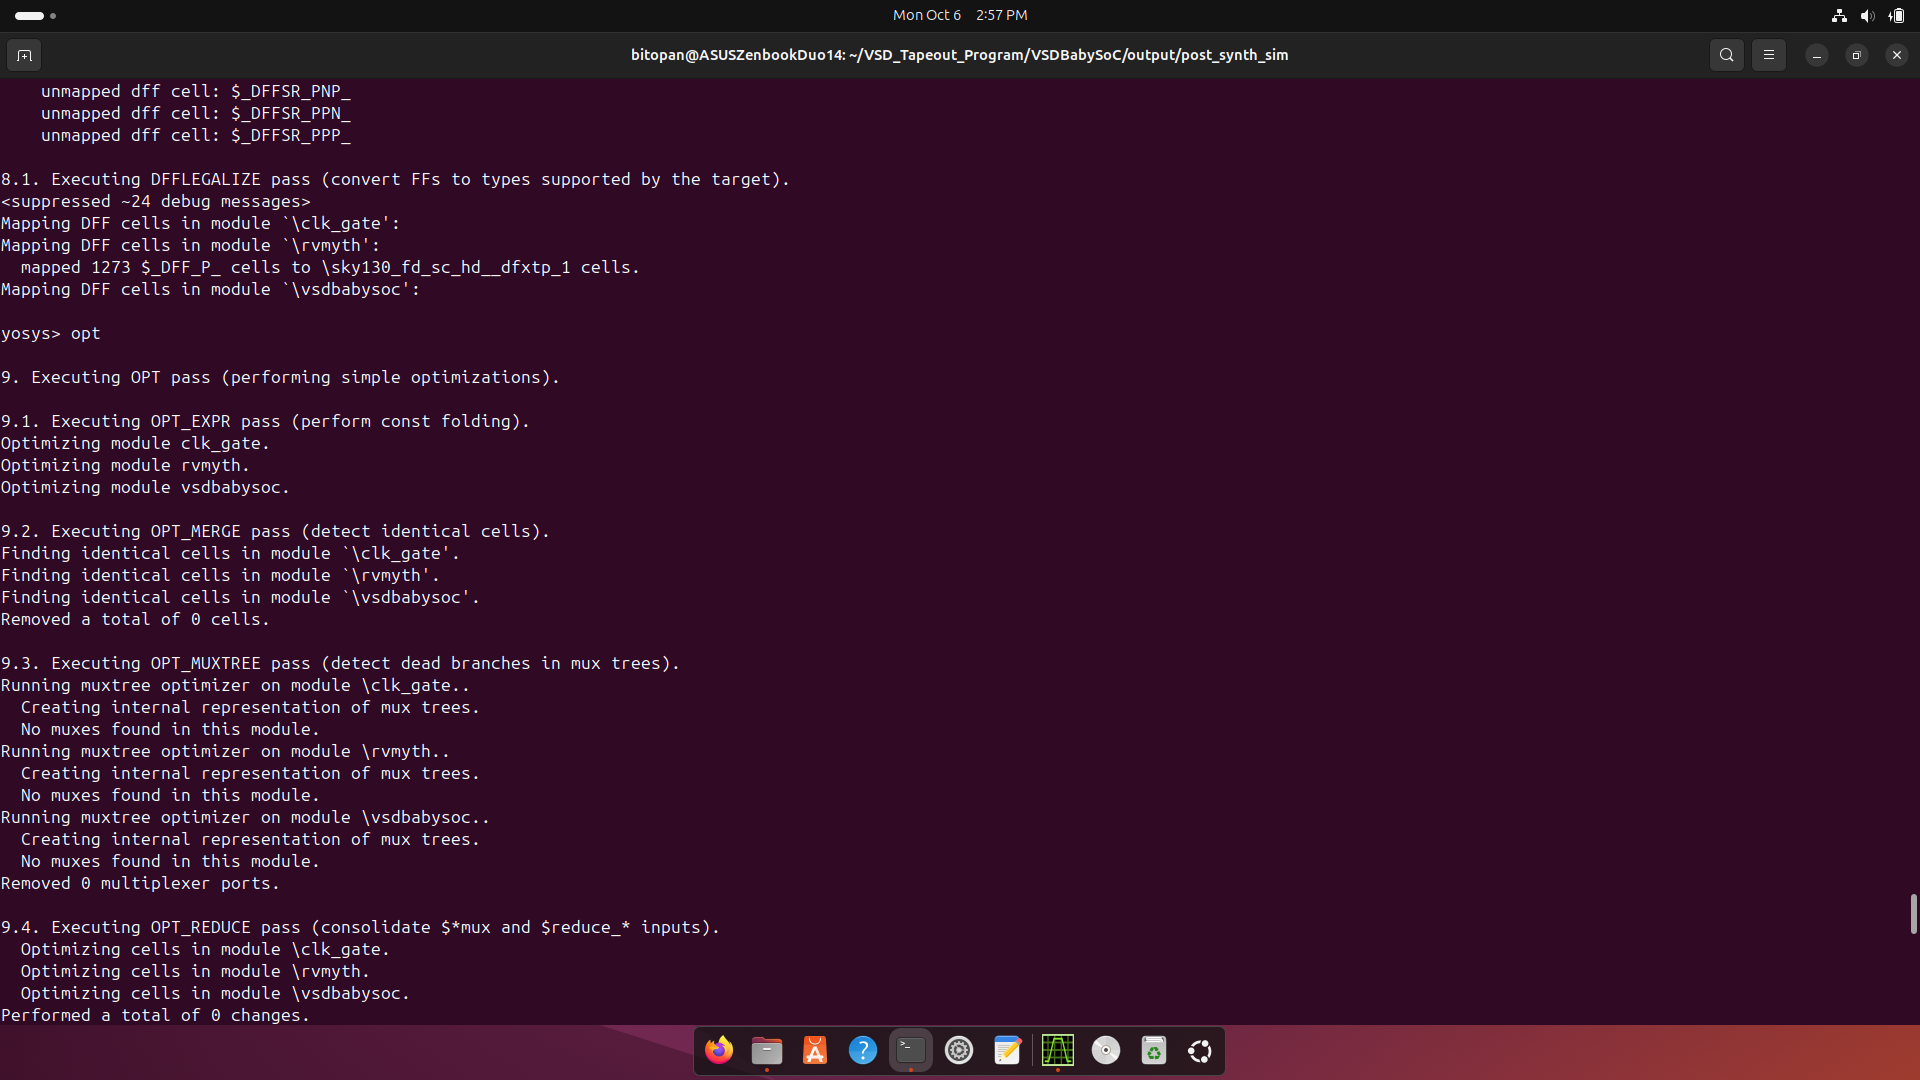 Mon Oct 6 2:57 PM
bitopan@ASUSZenbookDuo14: ~/VSD_Tapeout_Program/VSDBabySoC/output/post_synth_sim
unmapped dff cell: $_DFFSR_PNP_
unmapped dff cell: $_DFFSR_PPN_
unmapped dff cell: $_DFFSR_PPP_
8.1. Executing DFFLEGALIZE pass (convert FFs to types supported by the target).
<suppressed ~24 debug messages>
Mapping DFF cells in module `\clk_gate':
Mapping DFF cells in module `\rvmyth':
mapped 1273 $_DFF_P_ cells to \sky130_fd_sc_hd__dfxtp_1 cells.
Mapping DFF cells in module `\vsdbabysoc':
yosys> opt
9. Executing OPT pass (performing simple optimizations).
9.1. Executing OPT_EXPR pass (perform const folding).
Optimizing module clk_gate.
Optimizing module rvmyth.
Optimizing module vsdbabysoc.
9.2. Executing OPT_MERGE pass (detect identical cells).
Finding identical cells in module `\clk_gate'.
Finding identical cells in module `\rvmyth'.
Finding identical cells in module `\vsdbabysoc'.
Removed a total of 0 cells.
9.3. Executing OPT_MUXTREE pass (detect dead branches in mux trees).
Running muxtree optimizer on module \clk_gate..
Creating internal representation of mux trees.
No muxes found in this module.
Running muxtree optimizer on module \rvmyth..
Creating internal representation of mux trees.
No muxes found in this module.
Running muxtree optimizer on module \vsdbabysoc..
Creating internal representation of mux trees.
No muxes found in this module.
Removed 0 multiplexer ports.
9.4. Executing OPT_REDUCE pass (consolidate $*mux and $reduce_* inputs).
Optimizing cells in module \clk_gate.
Optimizing cells in module \rvmyth.
Optimizing cells in module \vsdbabysoc.
Performed a total of 0 changes.